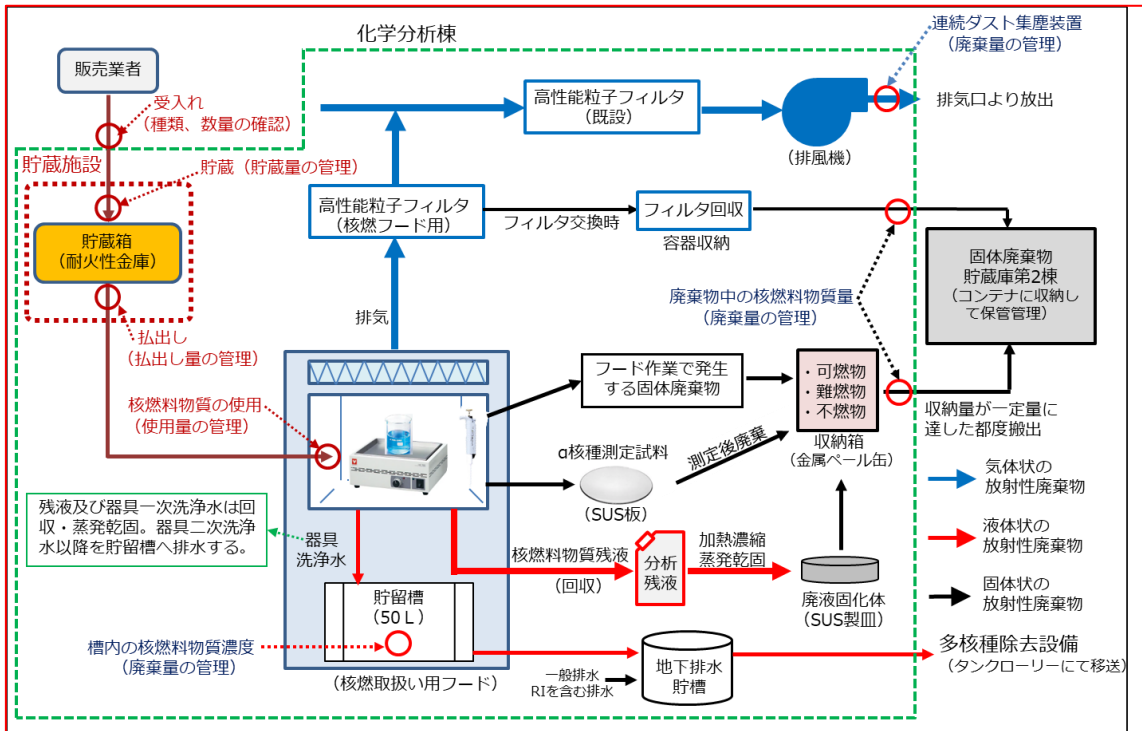 化学分析棟
連続ダスト集塵装置
（廃棄量の管理）
販売業者
受入れ
（種類、数量の確認）
高性能粒子フィルタ
（既設）
（排風機）
排気口より放出
貯蔵施設
貯蔵（貯蔵量の管理）
貯蔵箱
（耐火性金庫）
高性能粒子フィルタ
（核燃フード用）
フィルタ交換時
フィルタ回収
容器収納
固体廃棄物
貯蔵庫第2棟
（コンテナに収納し
て保管管理）
廃棄物中の核燃料物質量
（廃棄量の管理）
払出し
（払出し量の管理）
排気
フード作業で発生
する固体廃棄物
・可燃物
・難燃物
・不燃物
収納箱
（金属ペール缶）
収納量が一定量に
達した都度搬出
核燃料物質の使用
（使用量の管理）
α核種測定試料
（SUS板）
測定後廃棄
気体状の
放射性廃棄物
液体状の
放射性廃棄物
固体状の
放射性廃棄物
残液及び器具一次洗浄水は回
収・蒸発乾固。器具二次洗浄
水以降を貯留槽へ排水する。
器具
洗浄水
核燃料物質残液
（回収）
分析
残液
加熱濃縮
蒸発乾固
廃液固化体
（SUS製皿）
貯留槽
（50Ｌ）
槽内の核燃料物質濃度
（廃棄量の管理）
（核燃取扱い用フード）
一般排水
RIを含む排水
地下排水
貯槽
多核種除去設備
（タンクローリーにて移送）